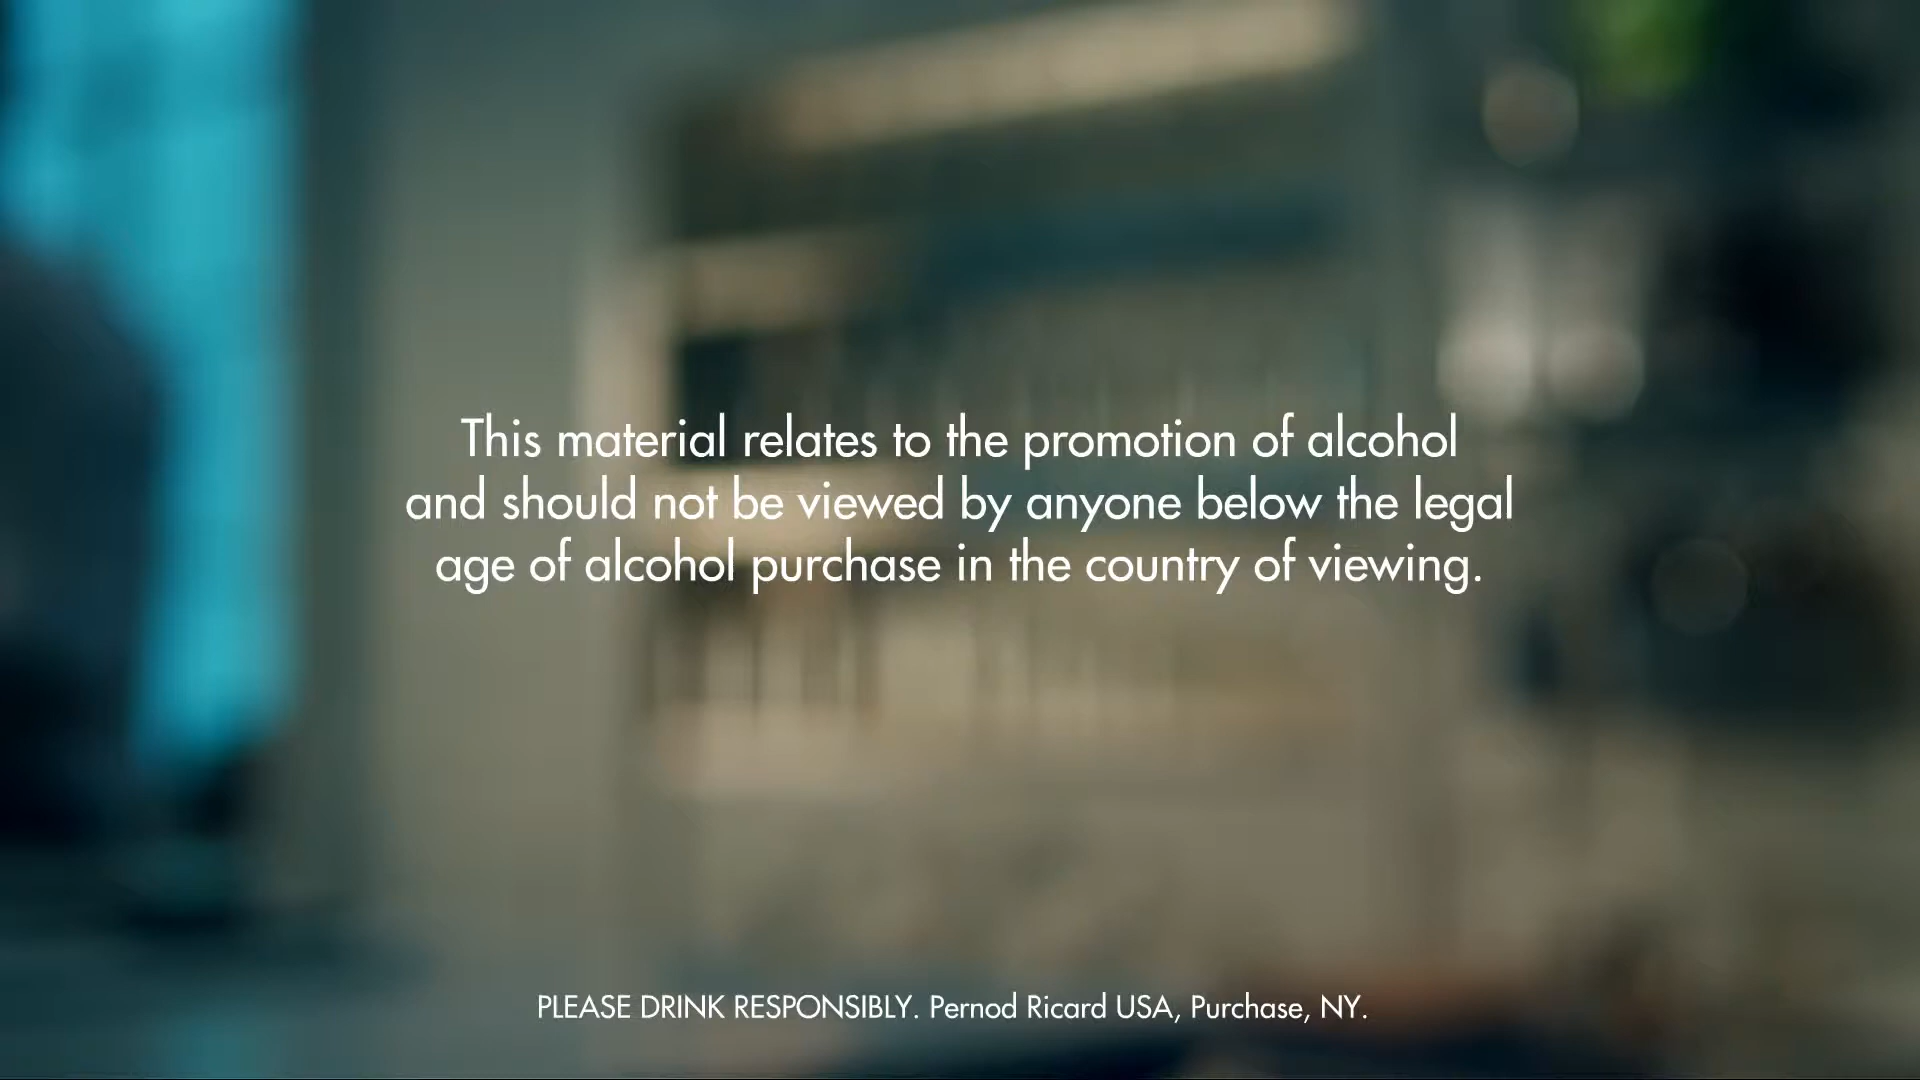 This material relates to the promotion of alcohol
and should not be viewed by anyone below the legal
age of alcohol purchase in the country of viewing.
PLEASE DRINK RESPONSIBLY. Pernod Ricard USA, Purchase, NY.